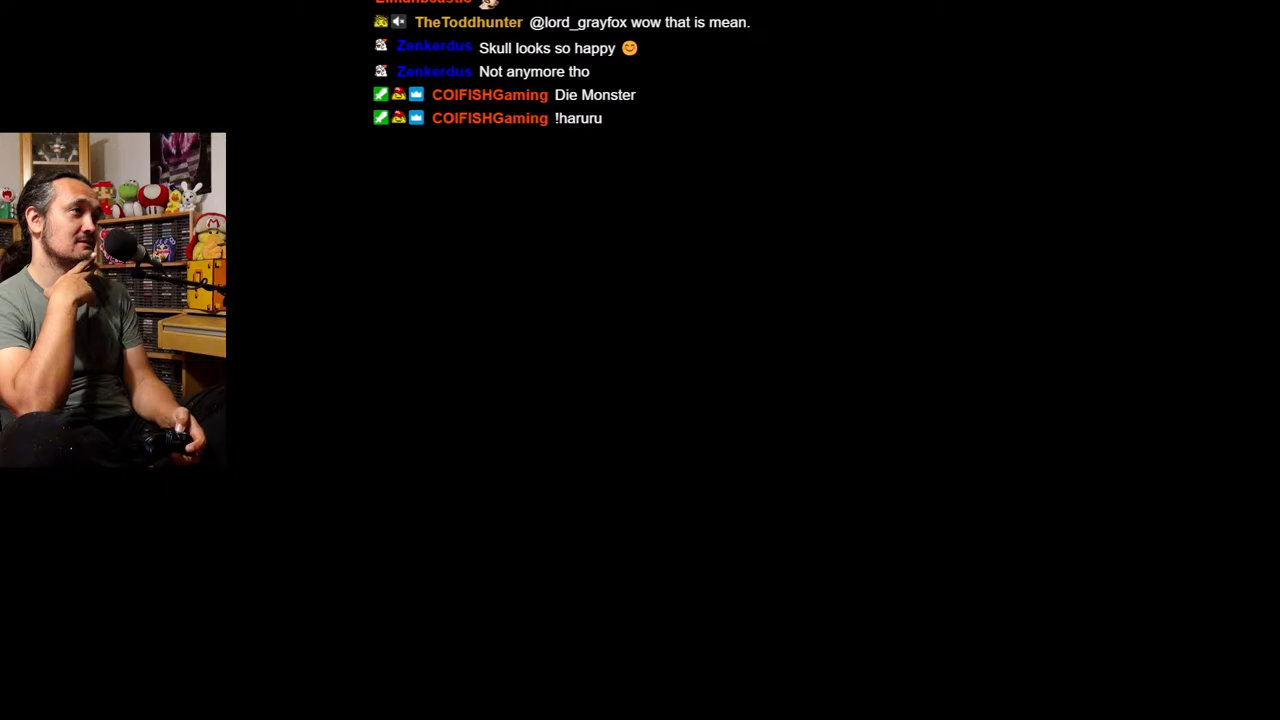 TheToddhunter @lord_grayfox wow that is mean.
Zenkerdus Skull looks so happy 😊
Zenkerdus Not anymore tho
COIFISHGaming Die Monster
COIFISHGaming !haruru